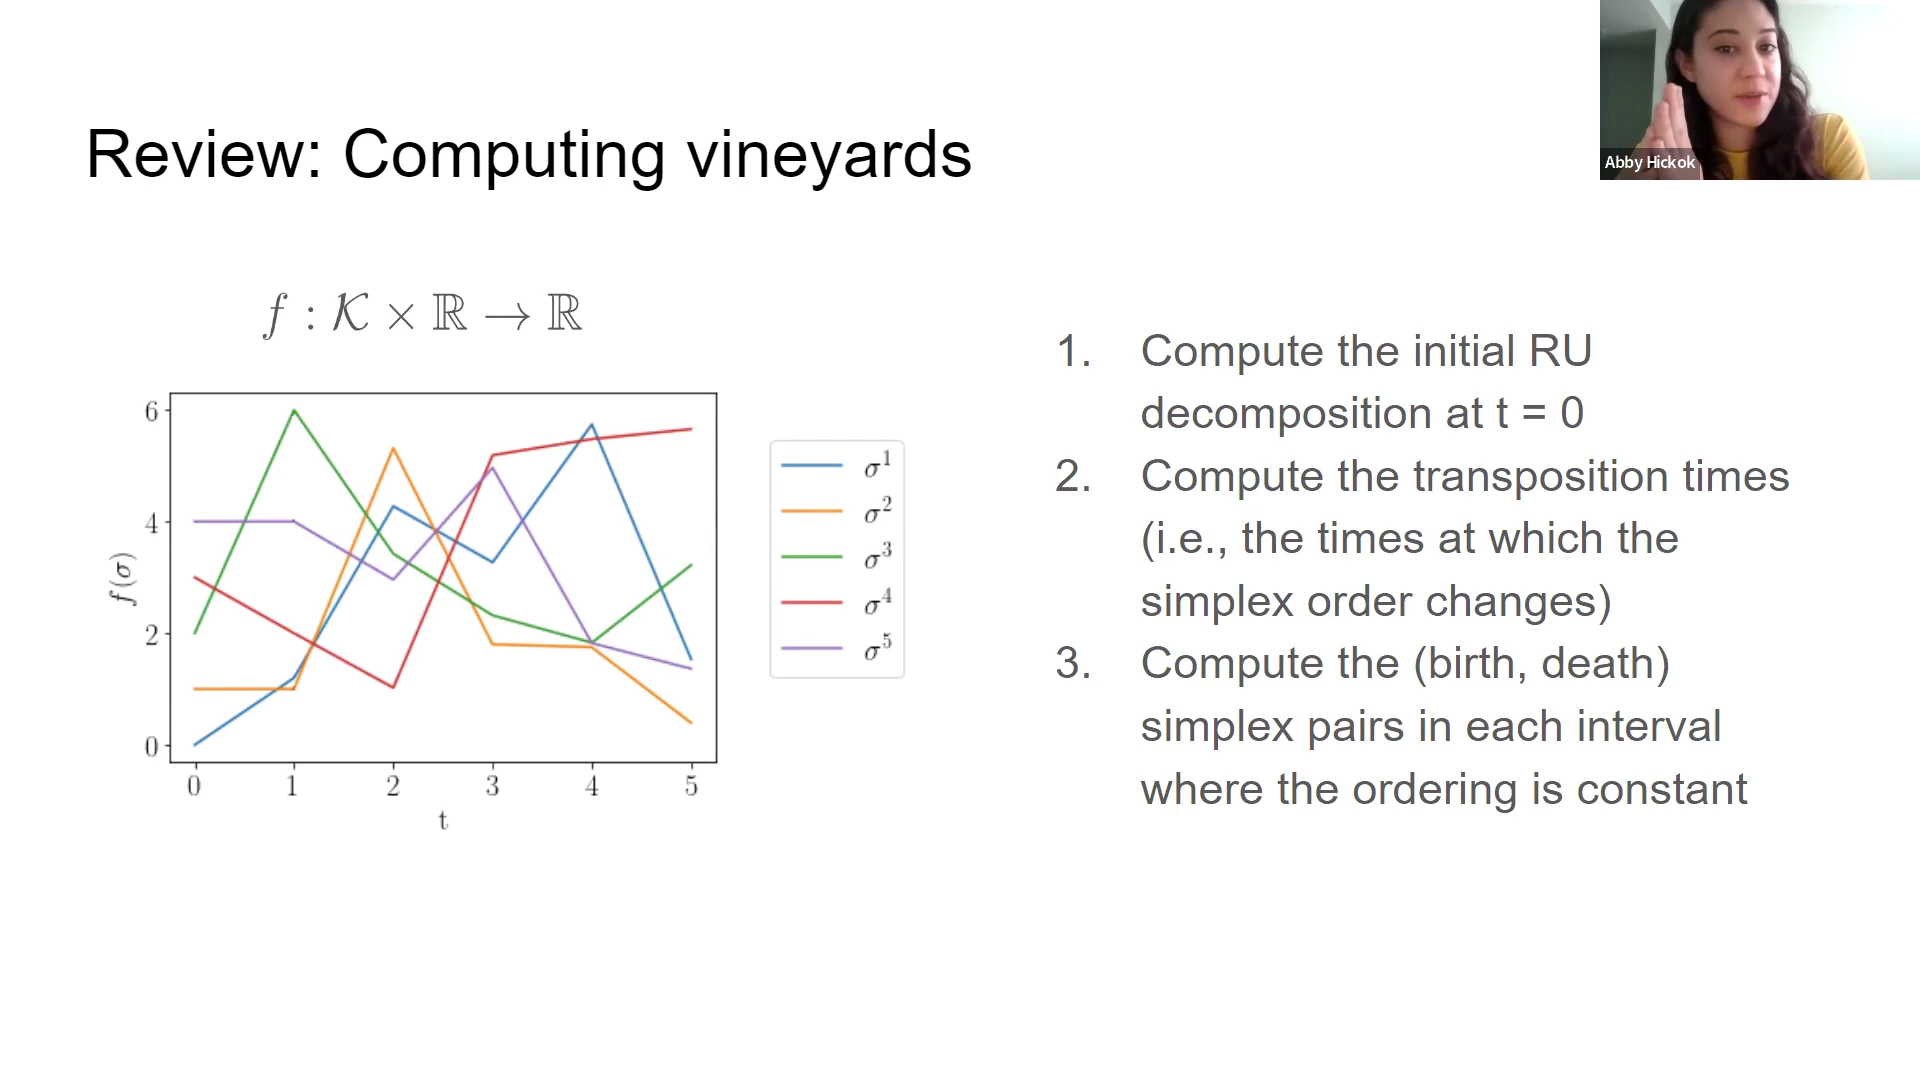 Abby Hickok
Review: Computing vineyards
f : 𝒦 × ℝ → ℝ
6
4
2
0
f(σ)
0 1 2 3 4 5
t
σ¹
σ²
σ³
σ⁴
σ⁵
1. Compute the initial RU
decomposition at t = 0
2. Compute the transposition times
(i.e., the times at which the
simplex order changes)
3. Compute the (birth, death)
simplex pairs in each interval
where the ordering is constant